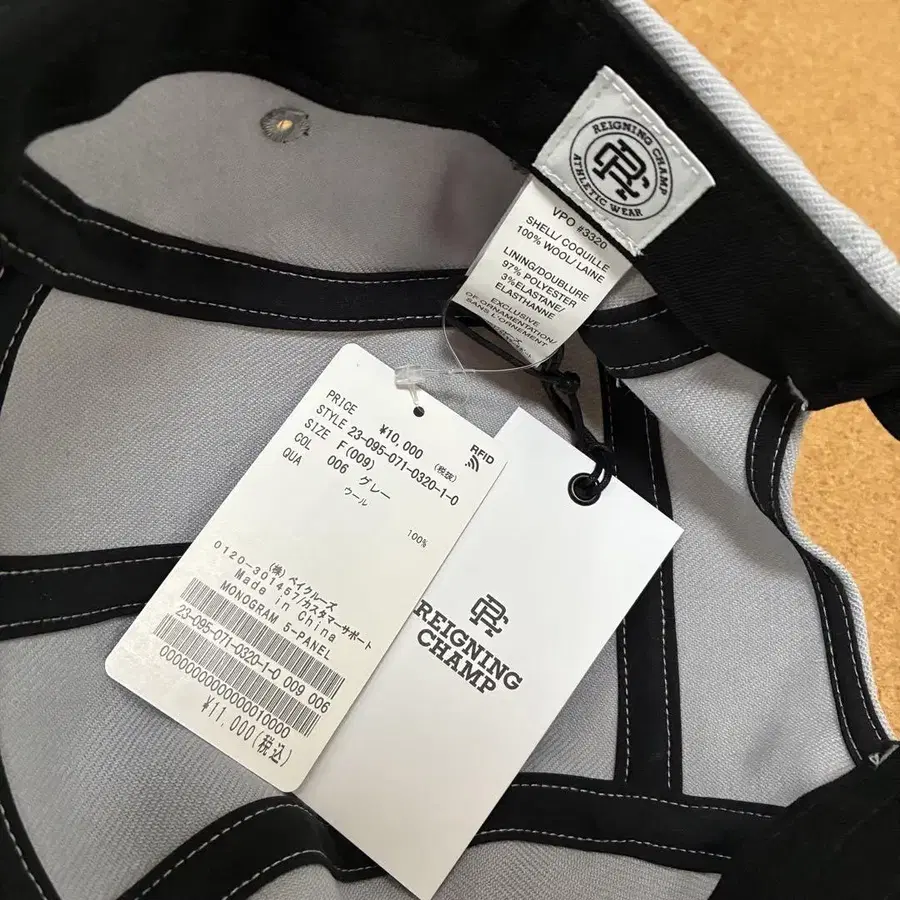 REIGNING CHAMP
ATHLETIC WEAR
VPO #3320
SHELL/ COQUILLE
100% WOOL/ LAINE
LINING/DOUBLURE
97% POLYESTER
3% ELASTANE/
ELASTHANNE
EXCLUSIVE
OF ORNAMENTATION/
SANS L'ORNEMENT
PRICE ¥10,000 (税抜)
STYLE 23-095-071-0320-1-0
SIZE F(009)
COL 006 グレー
QUA ウール
100%
RFID
(株)ベイクルーズ
0120-301457/カスタマーサポート
Made in China
MONOGRAM 5-PANEL
23-095-071-0320-1-0 009 006
¥11,000(税込)
REIGNING
CHAMP